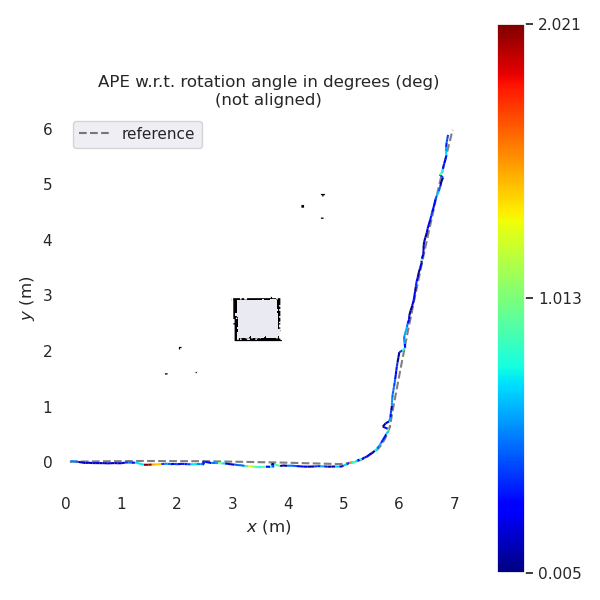 APE w.r.t. rotation angle in degrees (deg)
(not aligned)
reference
6
5
4
3
2
1
0
y (m)
0 1 2 3 4 5 6 7
x (m)
2.021
1.013
0.005